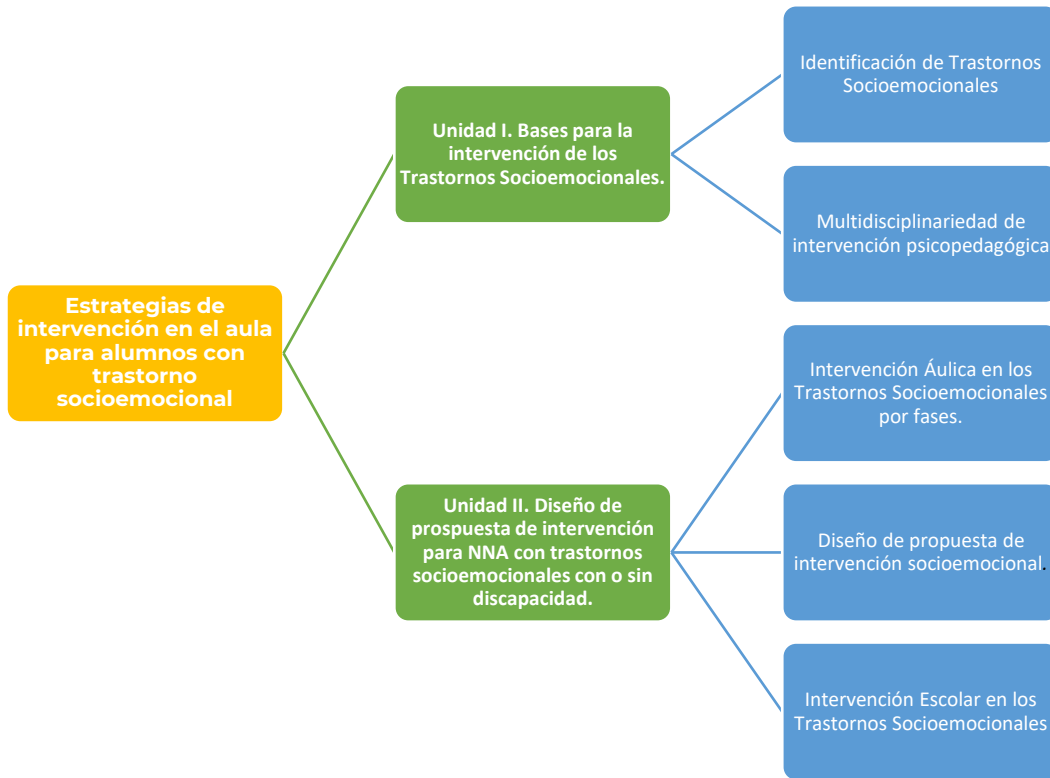 Estrategias de
intervención en el aula
para alumnos con
trastorno
socioemocional
Unidad I. Bases para la
intervención de los
Trastornos Socioemocionales.
Identificación de Trastornos
Socioemocionales
Multidisciplinariedad de
intervención psicopedagógica
Unidad II. Diseño de
prospuesta de intervención
para NNA con trastornos
socioemocionales con o sin
discapacidad.
Intervención Áulica en los
Trastornos Socioemocionales
por fases.
Diseño de propuesta de
intervención socioemocional.
Intervención Escolar en los
Trastornos Socioemocionales